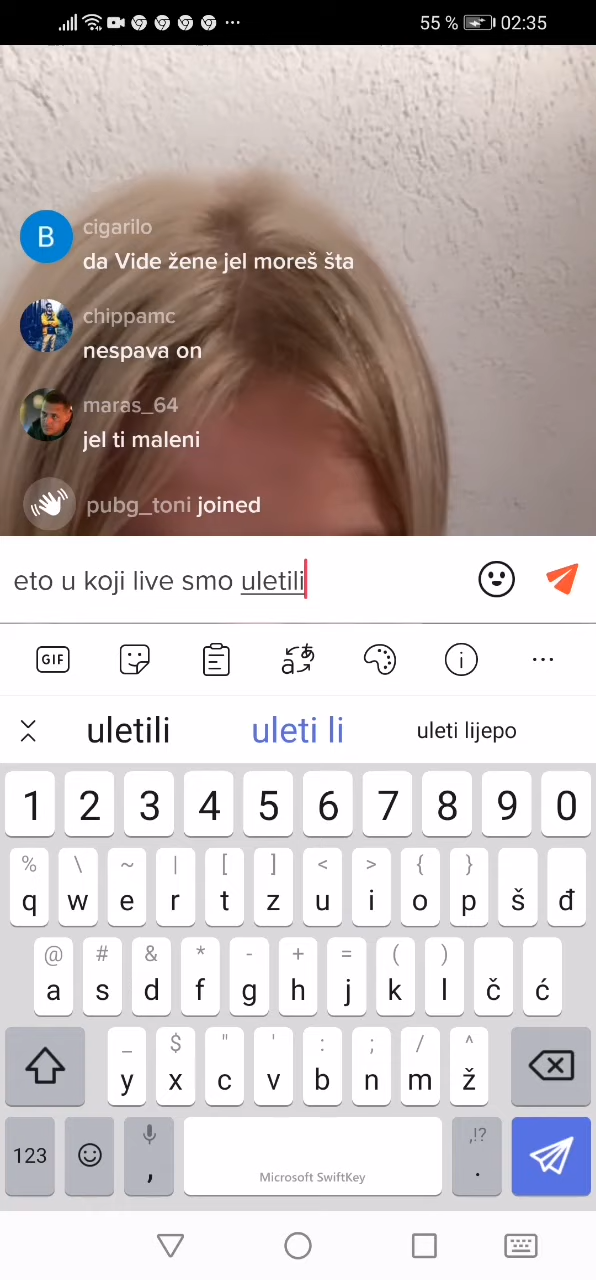 55 % 02:35
B
cigarilo
da Vide žene jel moreš šta
chippamc
nespava on
maras_64
jel ti maleni
pubg_toni joined
eto u koji live smo uletili
GIF
uletili uleti li uleti lijepo
1 2 3 4 5 6 7 8 9 0
% \ ~ | [ ] < > { }
q w e r t z u i o p š đ
@ # & * - + = ( )
a s d f g h j k l č ć
_ $ " ' : ; / ^
y x c v b n m ž
,!?
123 , Microsoft SwiftKey .